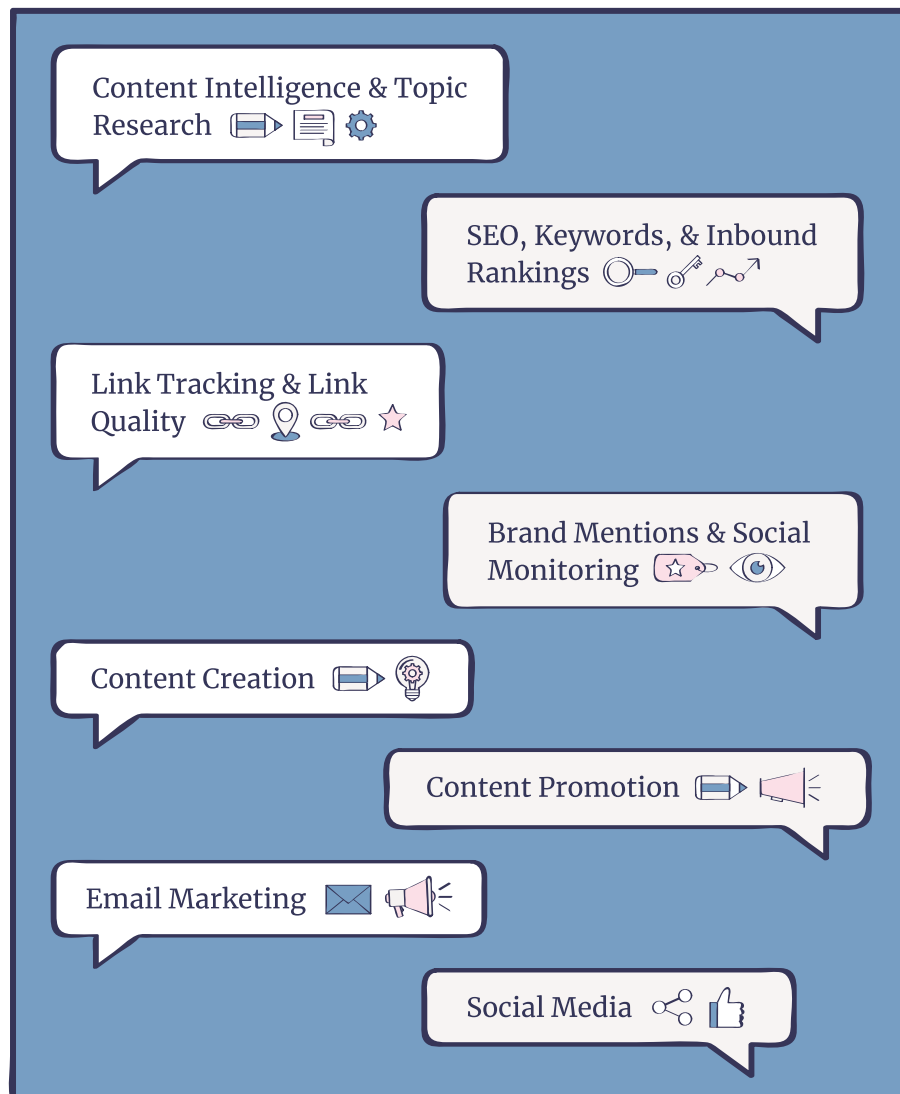 Content Intelligence & Topic
Research
SEO, Keywords, & Inbound
Rankings
Link Tracking & Link
Quality
Brand Mentions & Social
Monitoring
Content Creation
Content Promotion
Email Marketing
Social Media